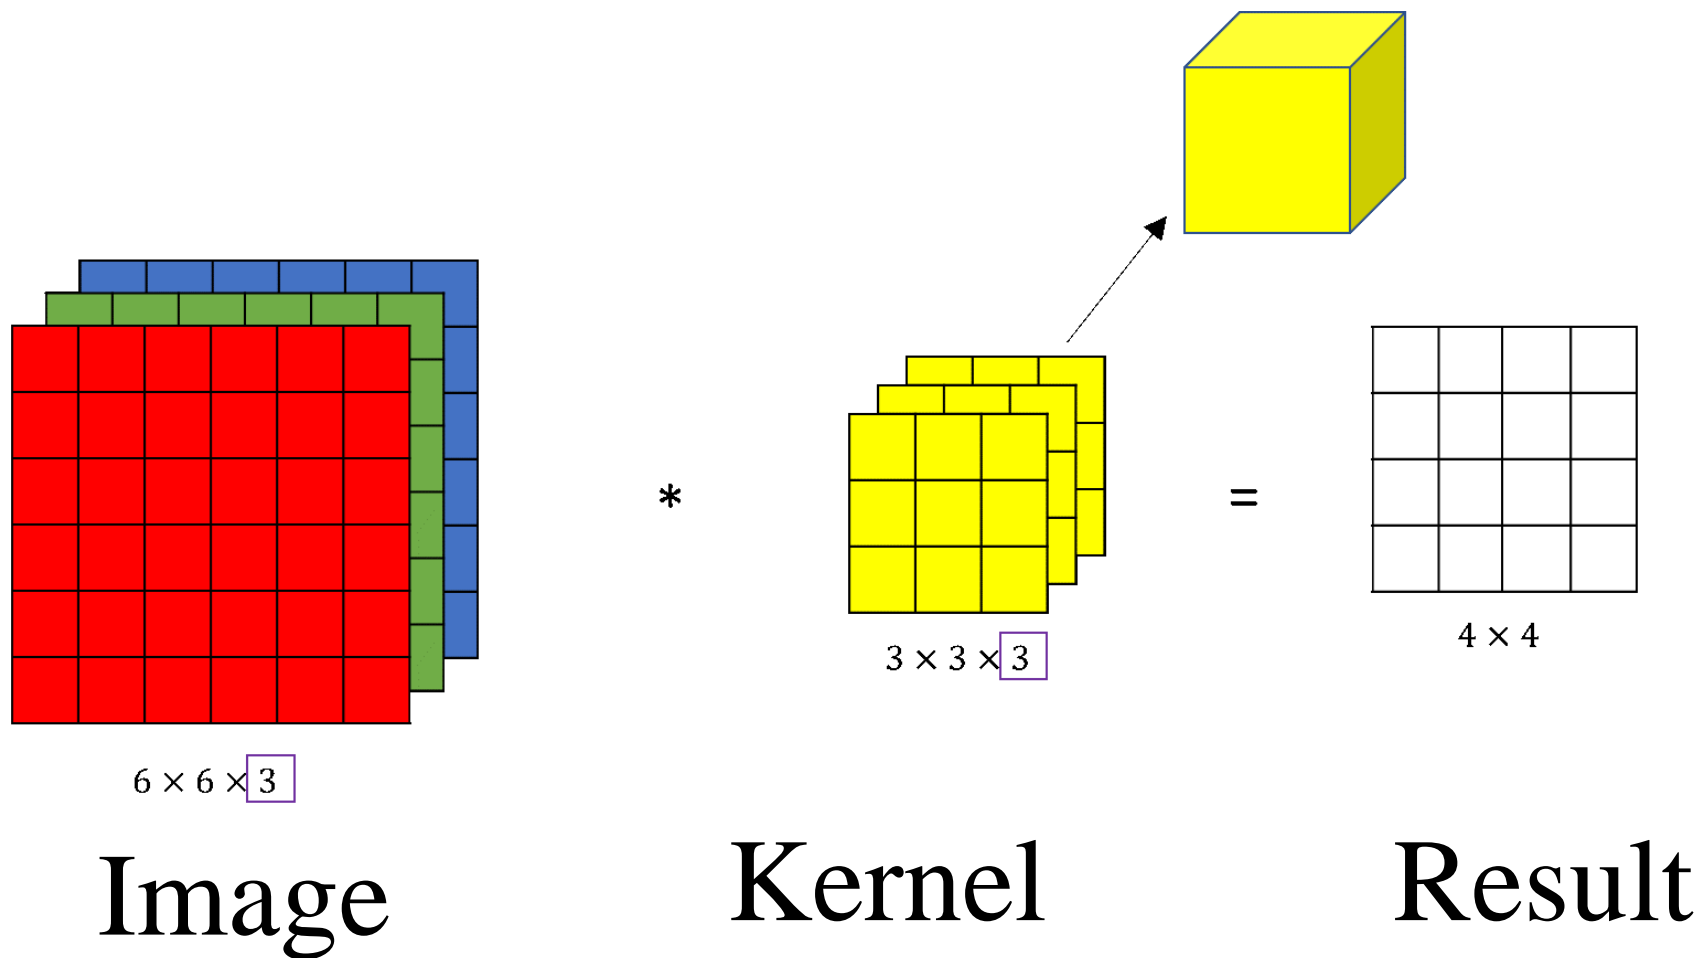 *
=
4 × 4
3 × 3 × 3
6 × 6 × 3
Image
Kernel
Result